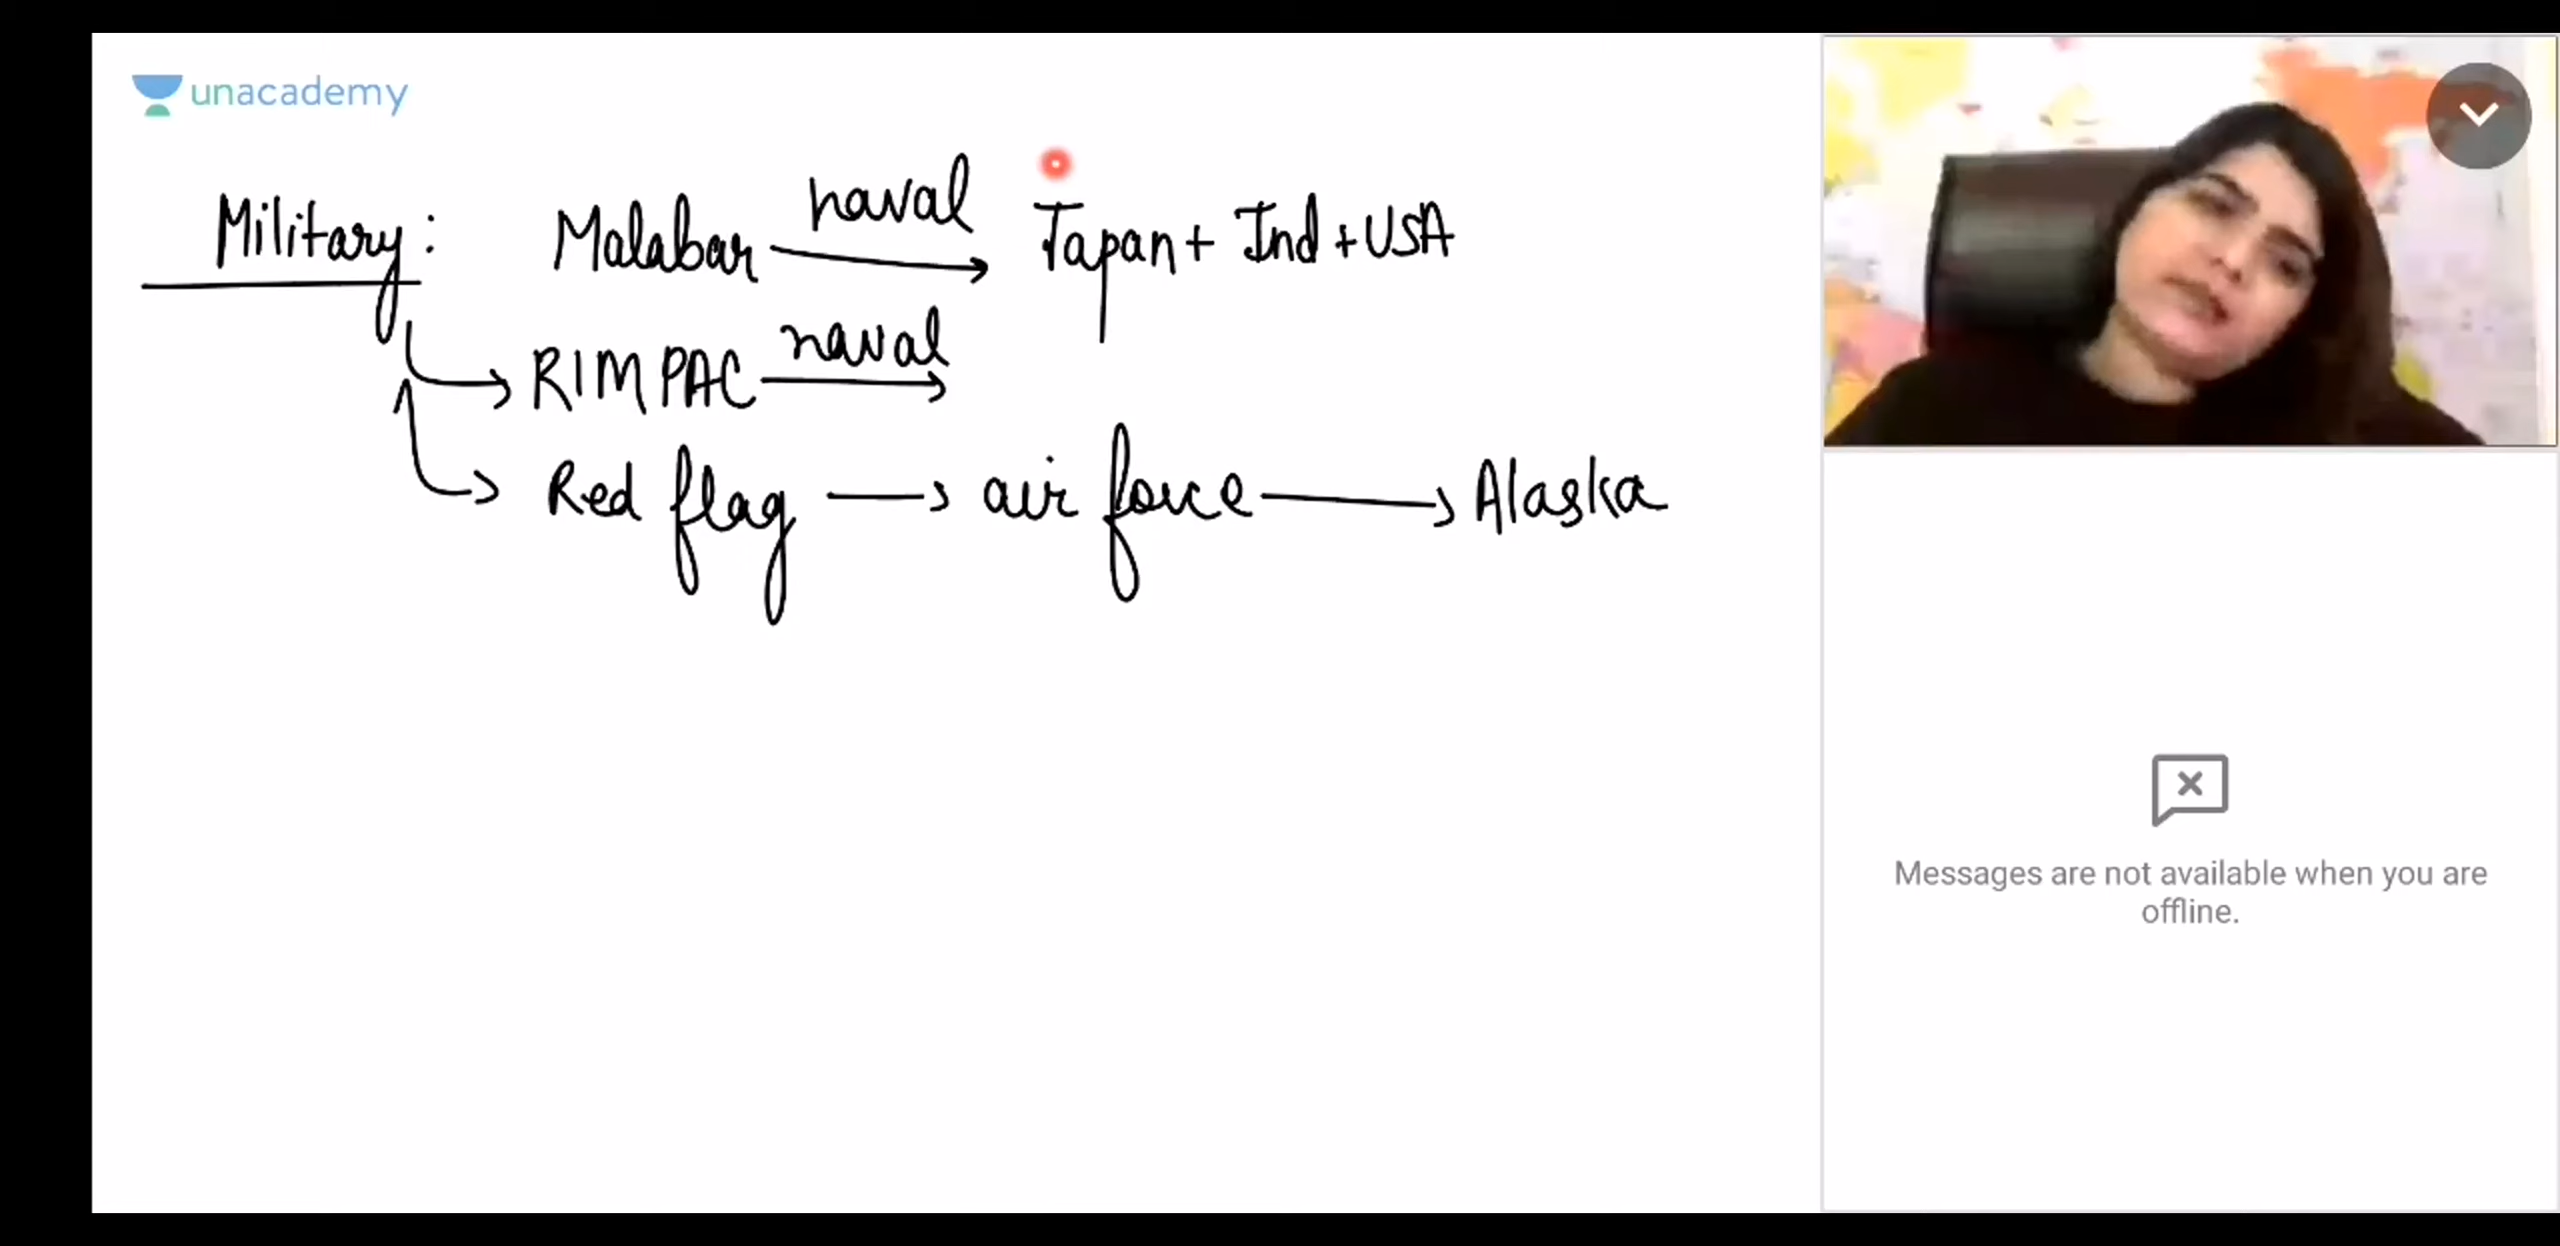 unacademy
Military: Malabar naval → Japan + Ind + USA
→ RIMPAC naval →
→ Red flag → air force → Alaska
Messages are not available when you are
offline.